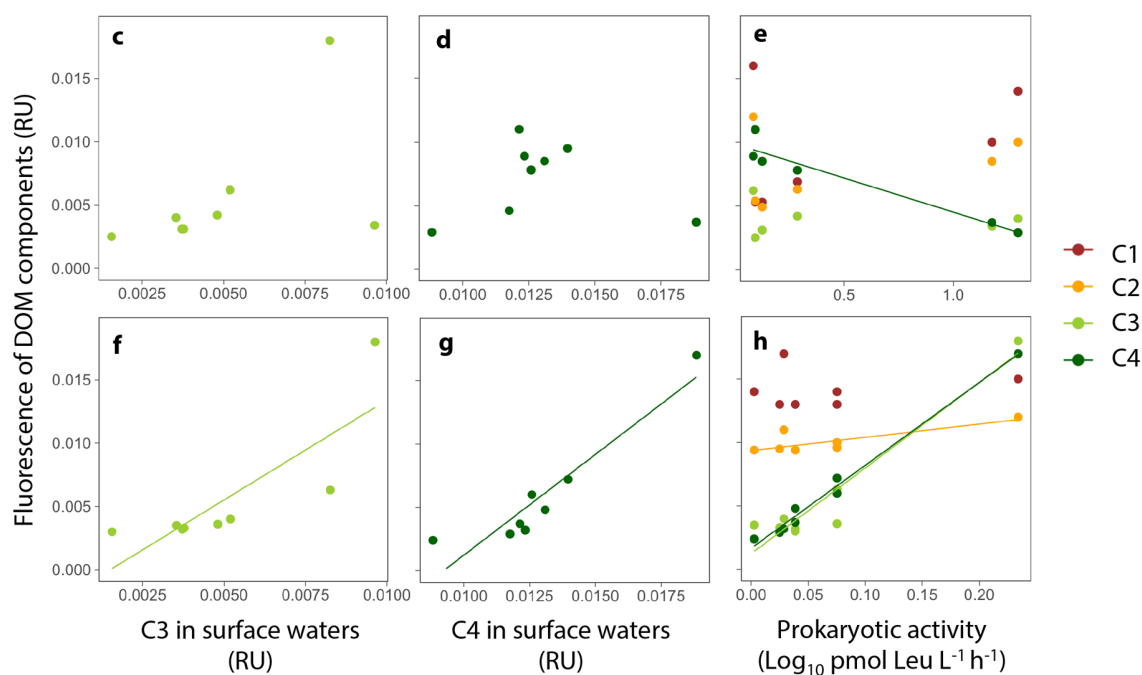 Fluorescence of DOM components (RU)
c
d
e
0.015
0.010
0.005
0.000
0.0025 0.0050 0.0075 0.0100
0.0100 0.0125 0.0150 0.0175
0.5 1.0
C1
C2
C3
C4
f
g
h
0.015
0.010
0.005
0.000
0.0025 0.0050 0.0075 0.0100
0.0100 0.0125 0.0150 0.0175
0.00 0.05 0.10 0.15 0.20
C3 in surface waters
(RU)
C4 in surface waters
(RU)
Prokaryotic activity
(Log₁₀ pmol Leu L⁻¹ h⁻¹)